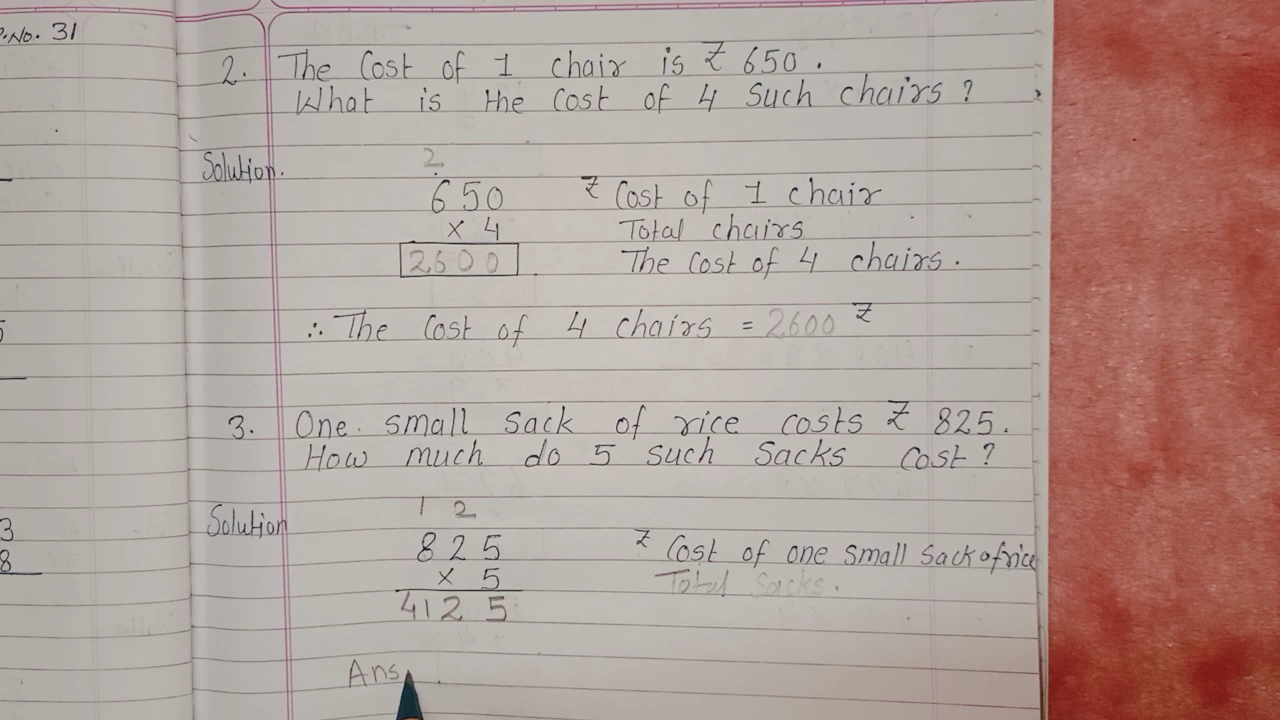 P.No. 31
2. The Cost of 1 chair is ₹ 650.
What is the cost of 4 Such chairs?
Solution.
2
650 ₹ Cost of 1 chair
× 4 Total chairs
2600 The Cost of 4 chairs.
∴ The Cost of 4 chairs = 2600 ₹
3. One small Sack of rice costs ₹ 825.
How much do 5 such Sacks cost?
Solution
1 2
825 ₹ Cost of one small Sack of rice
× 5 Total Sacks.
4125
Ans
5
3
8